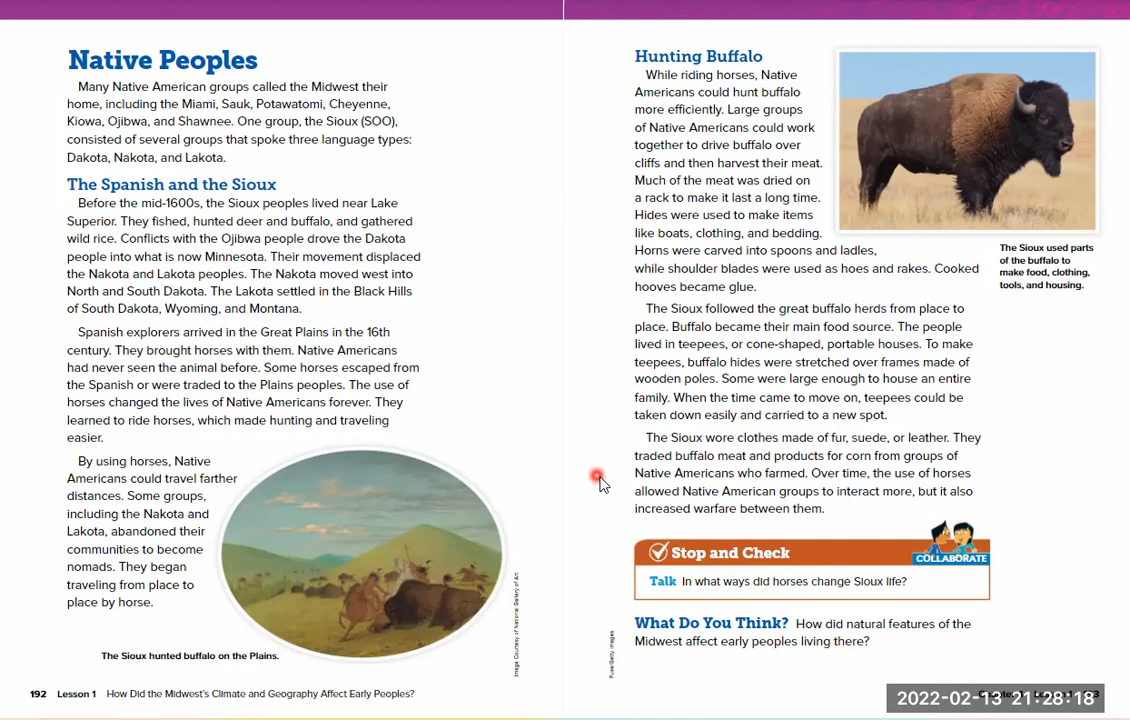 Native Peoples
Many Native American groups called the Midwest their
home, including the Miami, Sauk, Potawatomi, Cheyenne,
Kiowa, Ojibwa, and Shawnee. One group, the Sioux (SOO),
consisted of several groups that spoke three language types:
Dakota, Nakota, and Lakota.
The Spanish and the Sioux
Before the mid-1600s, the Sioux peoples lived near Lake
Superior. They fished, hunted deer and buffalo, and gathered
wild rice. Conflicts with the Ojibwa people drove the Dakota
people into what is now Minnesota. Their movement displaced
the Nakota and Lakota peoples. The Nakota moved west into
North and South Dakota. The Lakota settled in the Black Hills
of South Dakota, Wyoming, and Montana.
Spanish explorers arrived in the Great Plains in the 16th
century. They brought horses with them. Native Americans
had never seen the animal before. Some horses escaped from
the Spanish or were traded to the Plains peoples. The use of
horses changed the lives of Native Americans forever. They
learned to ride horses, which made hunting and traveling
easier.
By using horses, Native
Americans could travel farther
distances. Some groups,
including the Nakota and
Lakota, abandoned their
communities to become
nomads. They began
traveling from place to
place by horse.
Image Courtesy of National Gallery of Art
The Sioux hunted buffalo on the Plains.
192 Lesson 1 How Did the Midwest's Climate and Geography Affect Early Peoples?
Hunting Buffalo
While riding horses, Native
Americans could hunt buffalo
more efficiently. Large groups
of Native Americans could work
together to drive buffalo over
cliffs and then harvest their meat.
Much of the meat was dried on
a rack to make it last a long time.
Hides were used to make items
like boats, clothing, and bedding.
Horns were carved into spoons and ladles,
while shoulder blades were used as hoes and rakes. Cooked
hooves became glue.
The Sioux used parts
of the buffalo to
make food, clothing,
tools, and housing.
The Sioux followed the great buffalo herds from place to
place. Buffalo became their main food source. The people
lived in teepees, or cone-shaped, portable houses. To make
teepees, buffalo hides were stretched over frames made of
wooden poles. Some were large enough to house an entire
family. When the time came to move on, teepees could be
taken down easily and carried to a new spot.
The Sioux wore clothes made of fur, suede, or leather. They
traded buffalo meat and products for corn from groups of
Native Americans who farmed. Over time, the use of horses
allowed Native American groups to interact more, but it also
increased warfare between them.
Stop and Check
COLLABORATE
Talk In what ways did horses change Sioux life?
What Do You Think? How did natural features of the
Midwest affect early peoples living there?
Fuse/Getty Images
2022-02-13 21:28:18